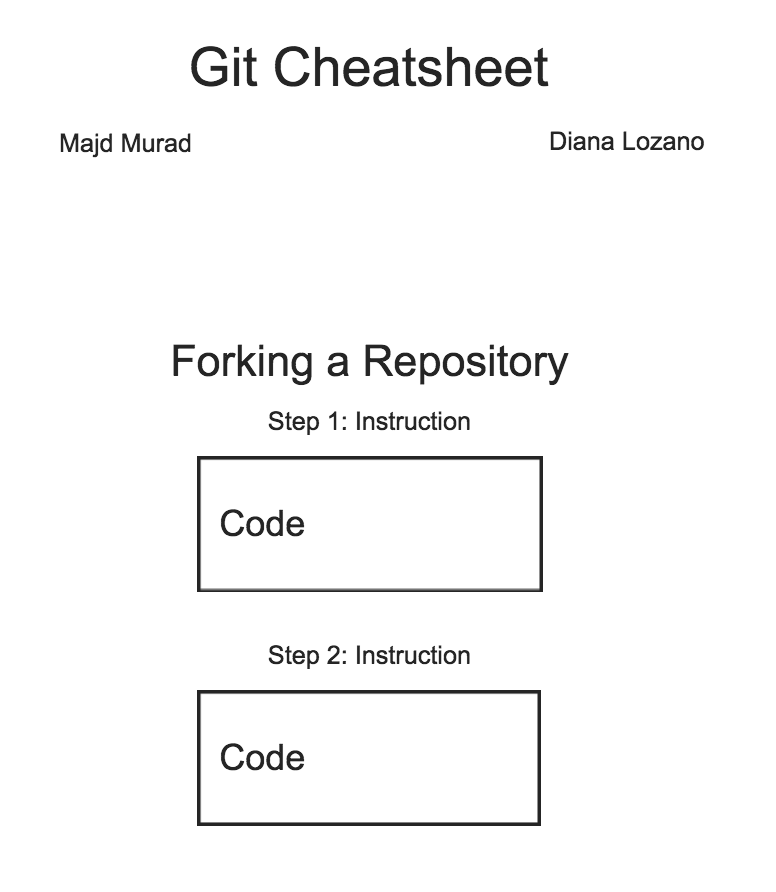 Git Cheatsheet
Majd Murad
Diana Lozano
Forking a Repository
Step 1: Instruction
Code
Step 2: Instruction
Code